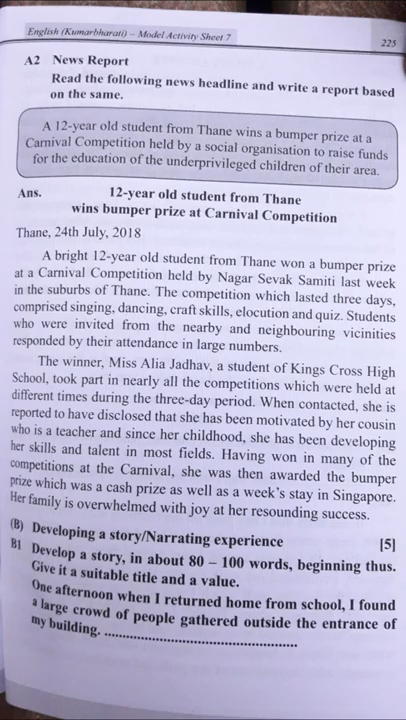 English (Kumarbharati) – Model Activity Sheet 7
225
A2 News Report
Read the following news headline and write a report based
on the same.
A 12-year old student from Thane wins a bumper prize at a
Carnival Competition held by a social organisation to raise funds
for the education of the underprivileged children of their area.
Ans. 12-year old student from Thane
wins bumper prize at Carnival Competition
Thane, 24th July, 2018
A bright 12-year old student from Thane won a bumper prize
at a Carnival Competition held by Nagar Sevak Samiti last week
in the suburbs of Thane. The competition which lasted three days,
comprised singing, dancing, craft skills, elocution and quiz. Students
who were invited from the nearby and neighbouring vicinities
responded by their attendance in large numbers.
The winner, Miss Alia Jadhav, a student of Kings Cross High
School, took part in nearly all the competitions which were held at
different times during the three-day period. When contacted, she is
reported to have disclosed that she has been motivated by her cousin
who is a teacher and since her childhood, she has been developing
her skills and talent in most fields. Having won in many of the
competitions at the Carnival, she was then awarded the bumper
prize which was a cash prize as well as a week's stay in Singapore.
Her family is overwhelmed with joy at her resounding success.
(B) Developing a story/Narrating experience [5]
B1 Develop a story, in about 80 – 100 words, beginning thus.
Give it a suitable title and a value.
One afternoon when I returned home from school, I found
a large crowd of people gathered outside the entrance of
my building. ................................................